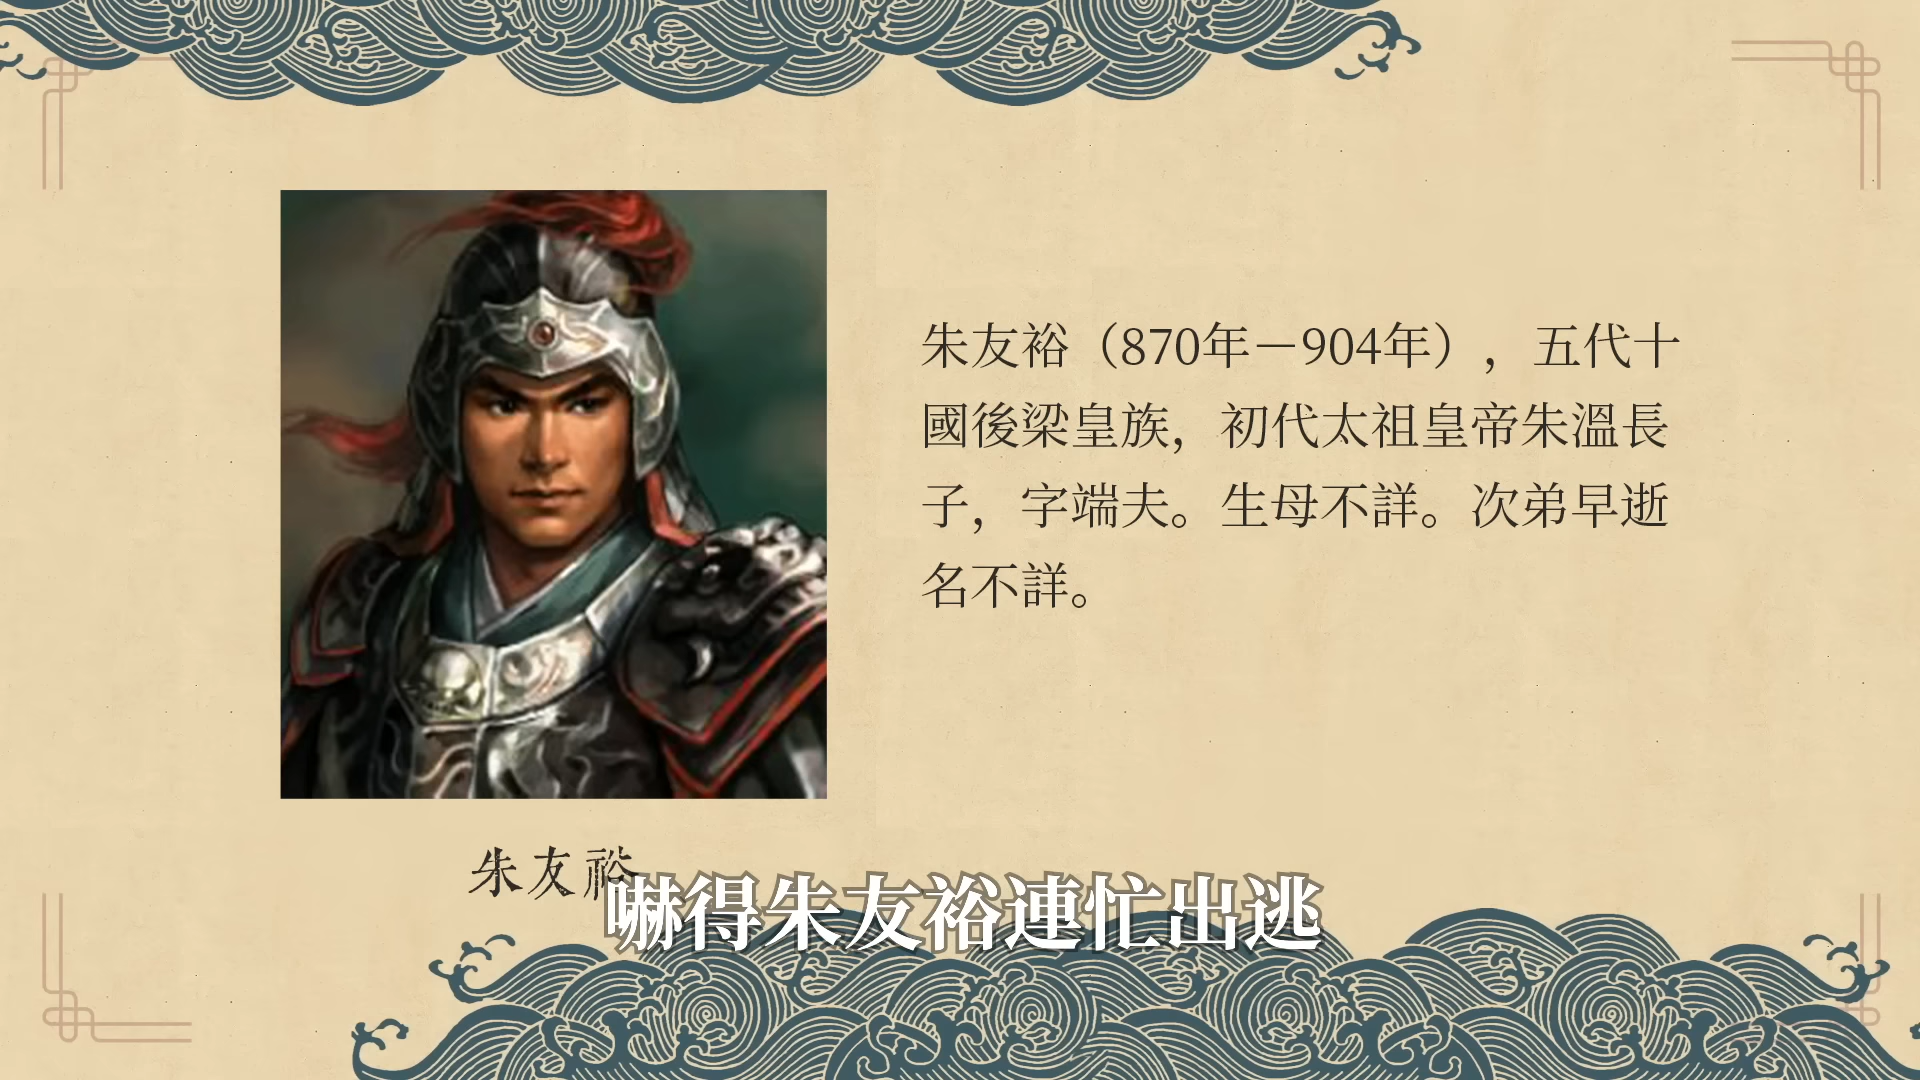 朱友裕（870年－904年），五代十
國後梁皇族，初代太祖皇帝朱溫長
子，字端夫。生母不詳。次弟早逝
名不詳。
朱友裕
嚇得朱友裕連忙出逃